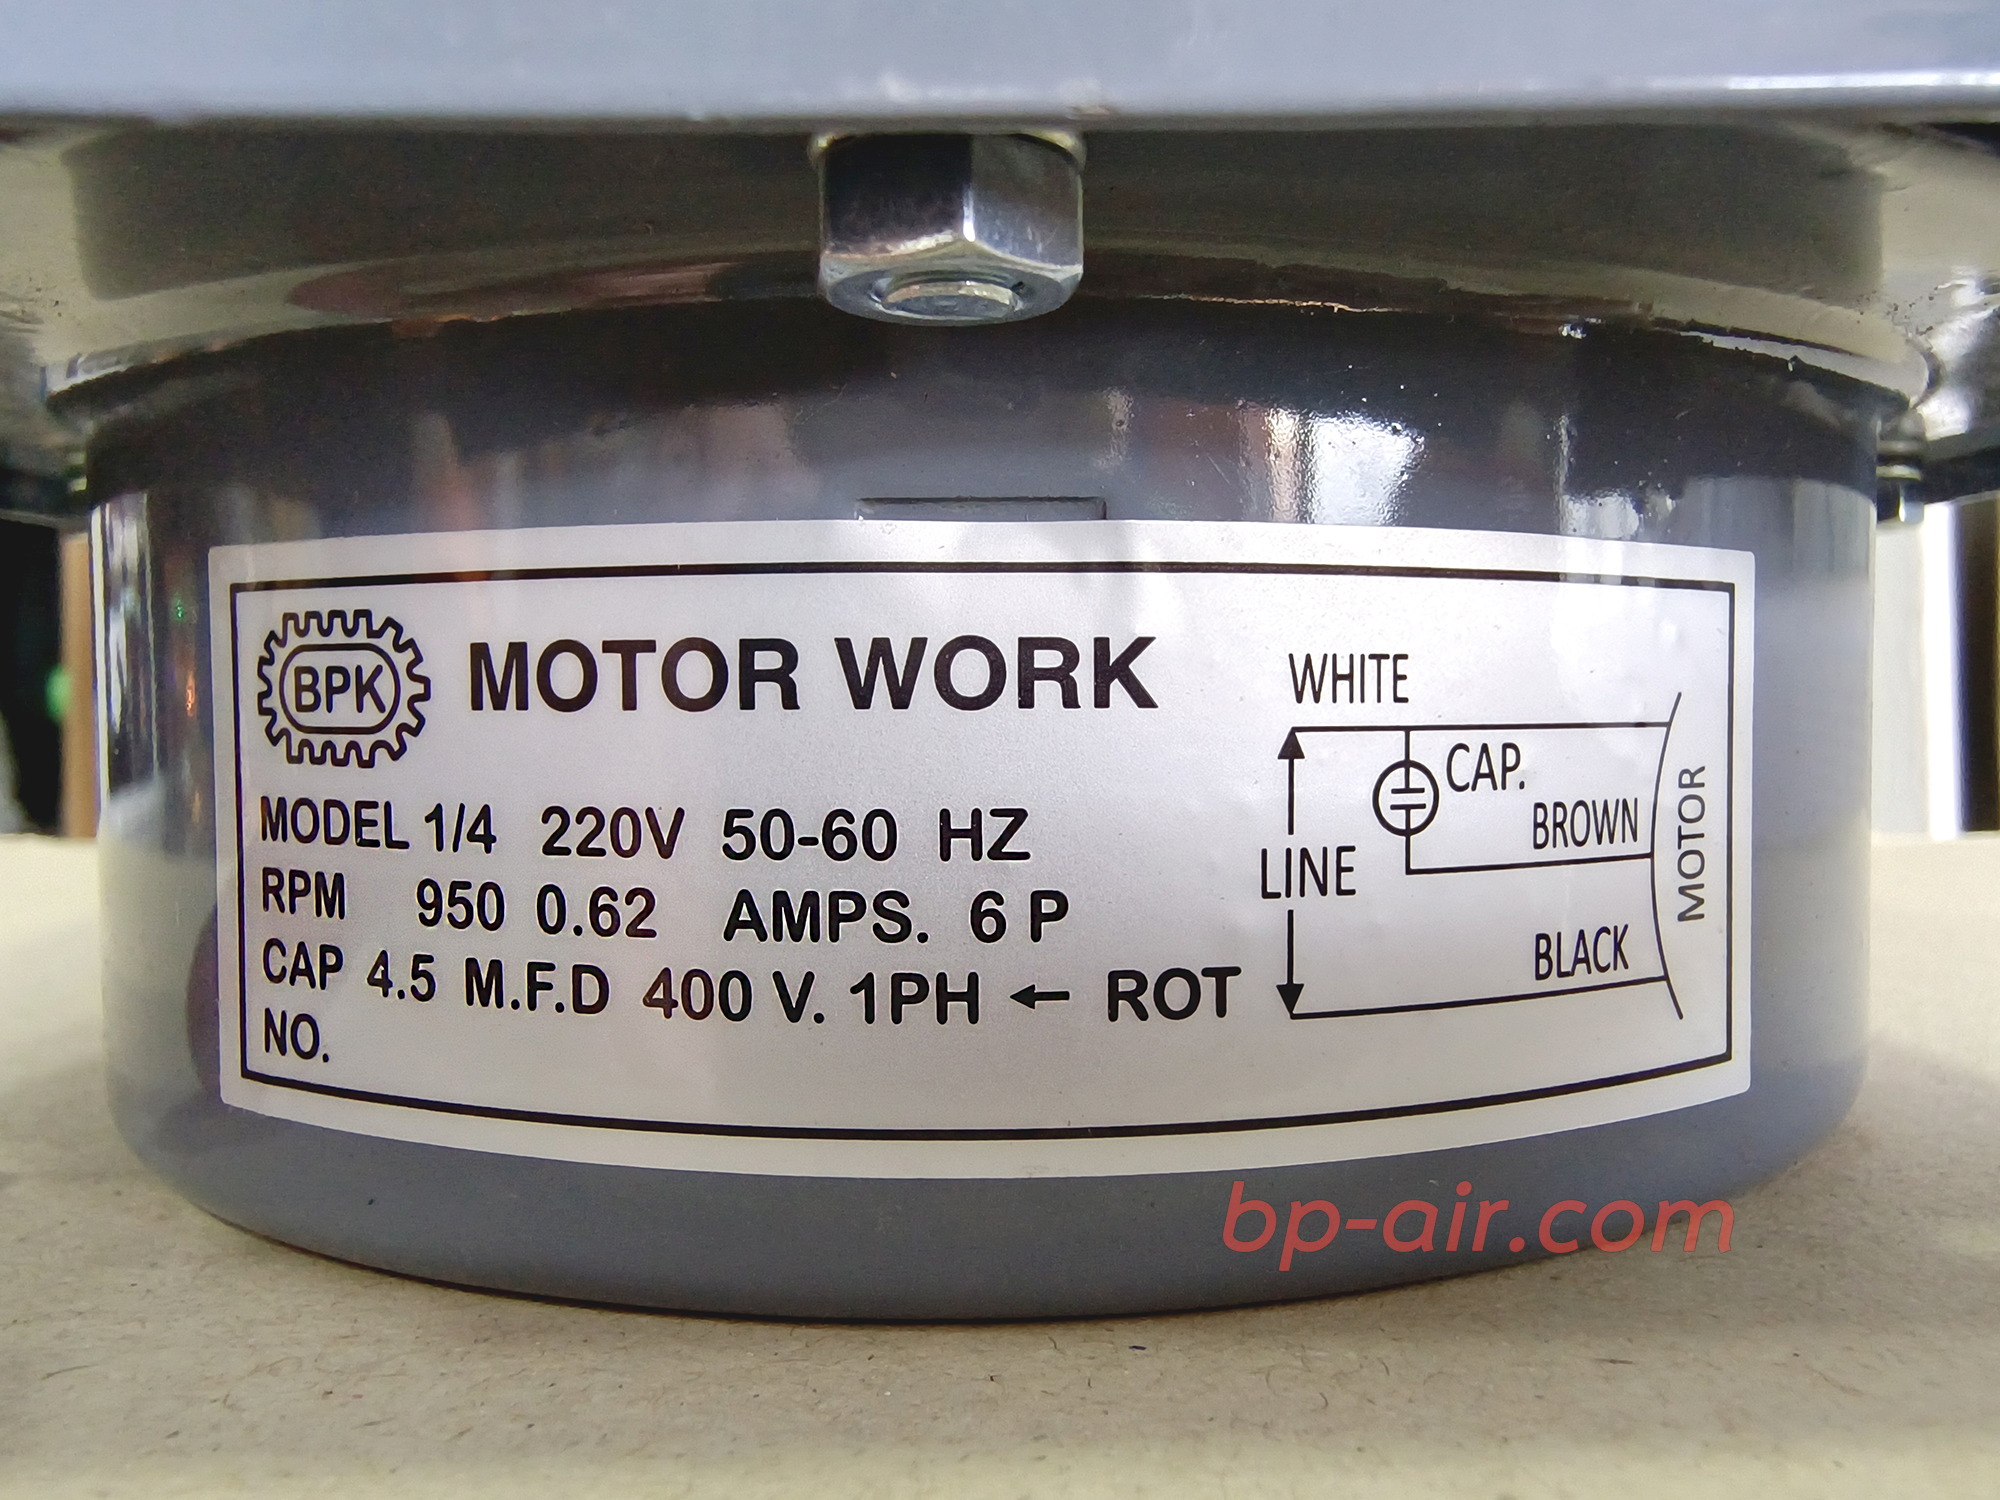 BPK MOTOR WORK
MODEL 1/4 220V 50-60 HZ
RPM 950 0.62 AMPS. 6 P
CAP 4.5 M.F.D 400 V. 1PH ← ROT
NO.
WHITE
CAP.
BROWN
LINE
BLACK
MOTOR
bp-air.com